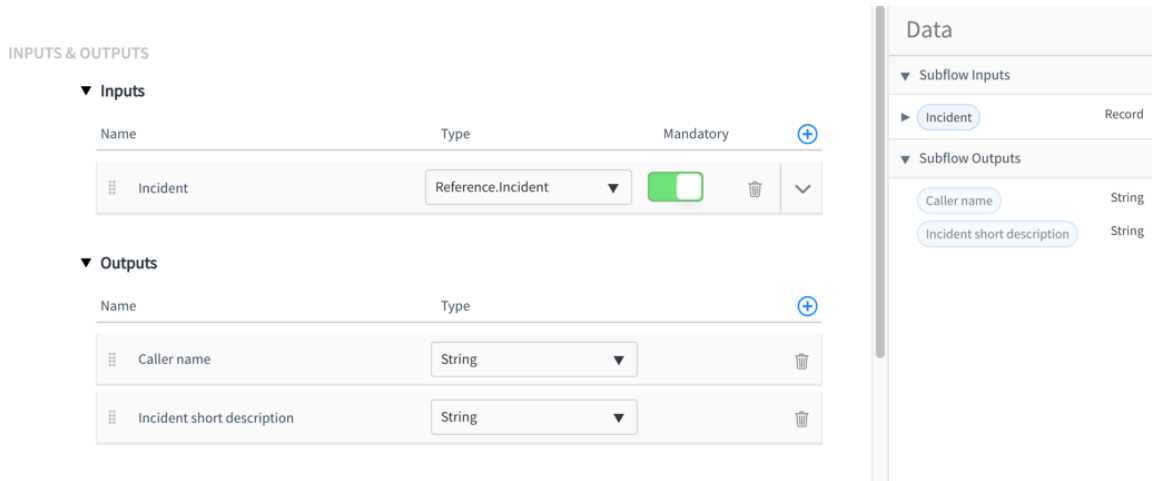 INPUTS & OUTPUTS
Inputs
Name Type Mandatory
Incident Reference.Incident
Outputs
Name Type
Caller name String
Incident short description String
Data
Subflow Inputs
Incident Record
Subflow Outputs
Caller name String
Incident short description String